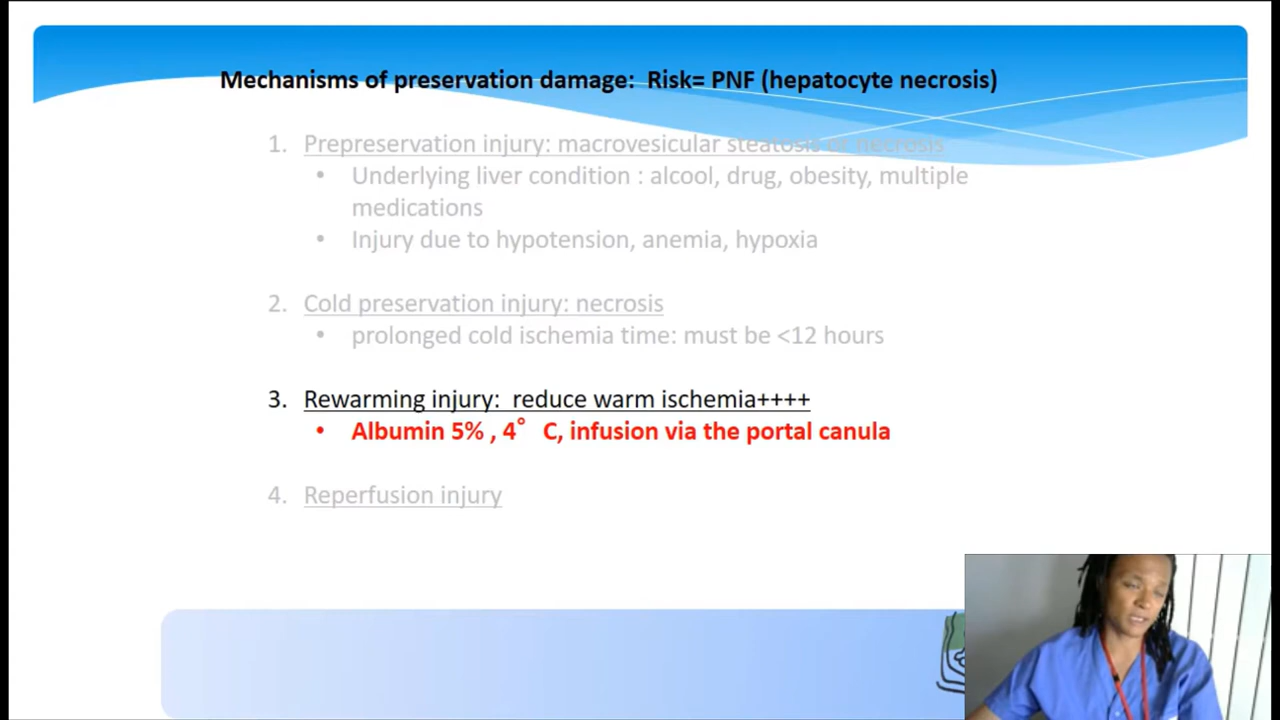 Mechanisms of preservation damage: Risk= PNF (hepatocyte necrosis)
1. Prepreservation injury: macrovesicular steatosis or necrosis
• Underlying liver condition : alcool, drug, obesity, multiple
medications
• Injury due to hypotension, anemia, hypoxia
2. Cold preservation injury: necrosis
• prolonged cold ischemia time: must be <12 hours
3. Rewarming injury: reduce warm ischemia++++
• Albumin 5% , 4° C, infusion via the portal canula
4. Reperfusion injury